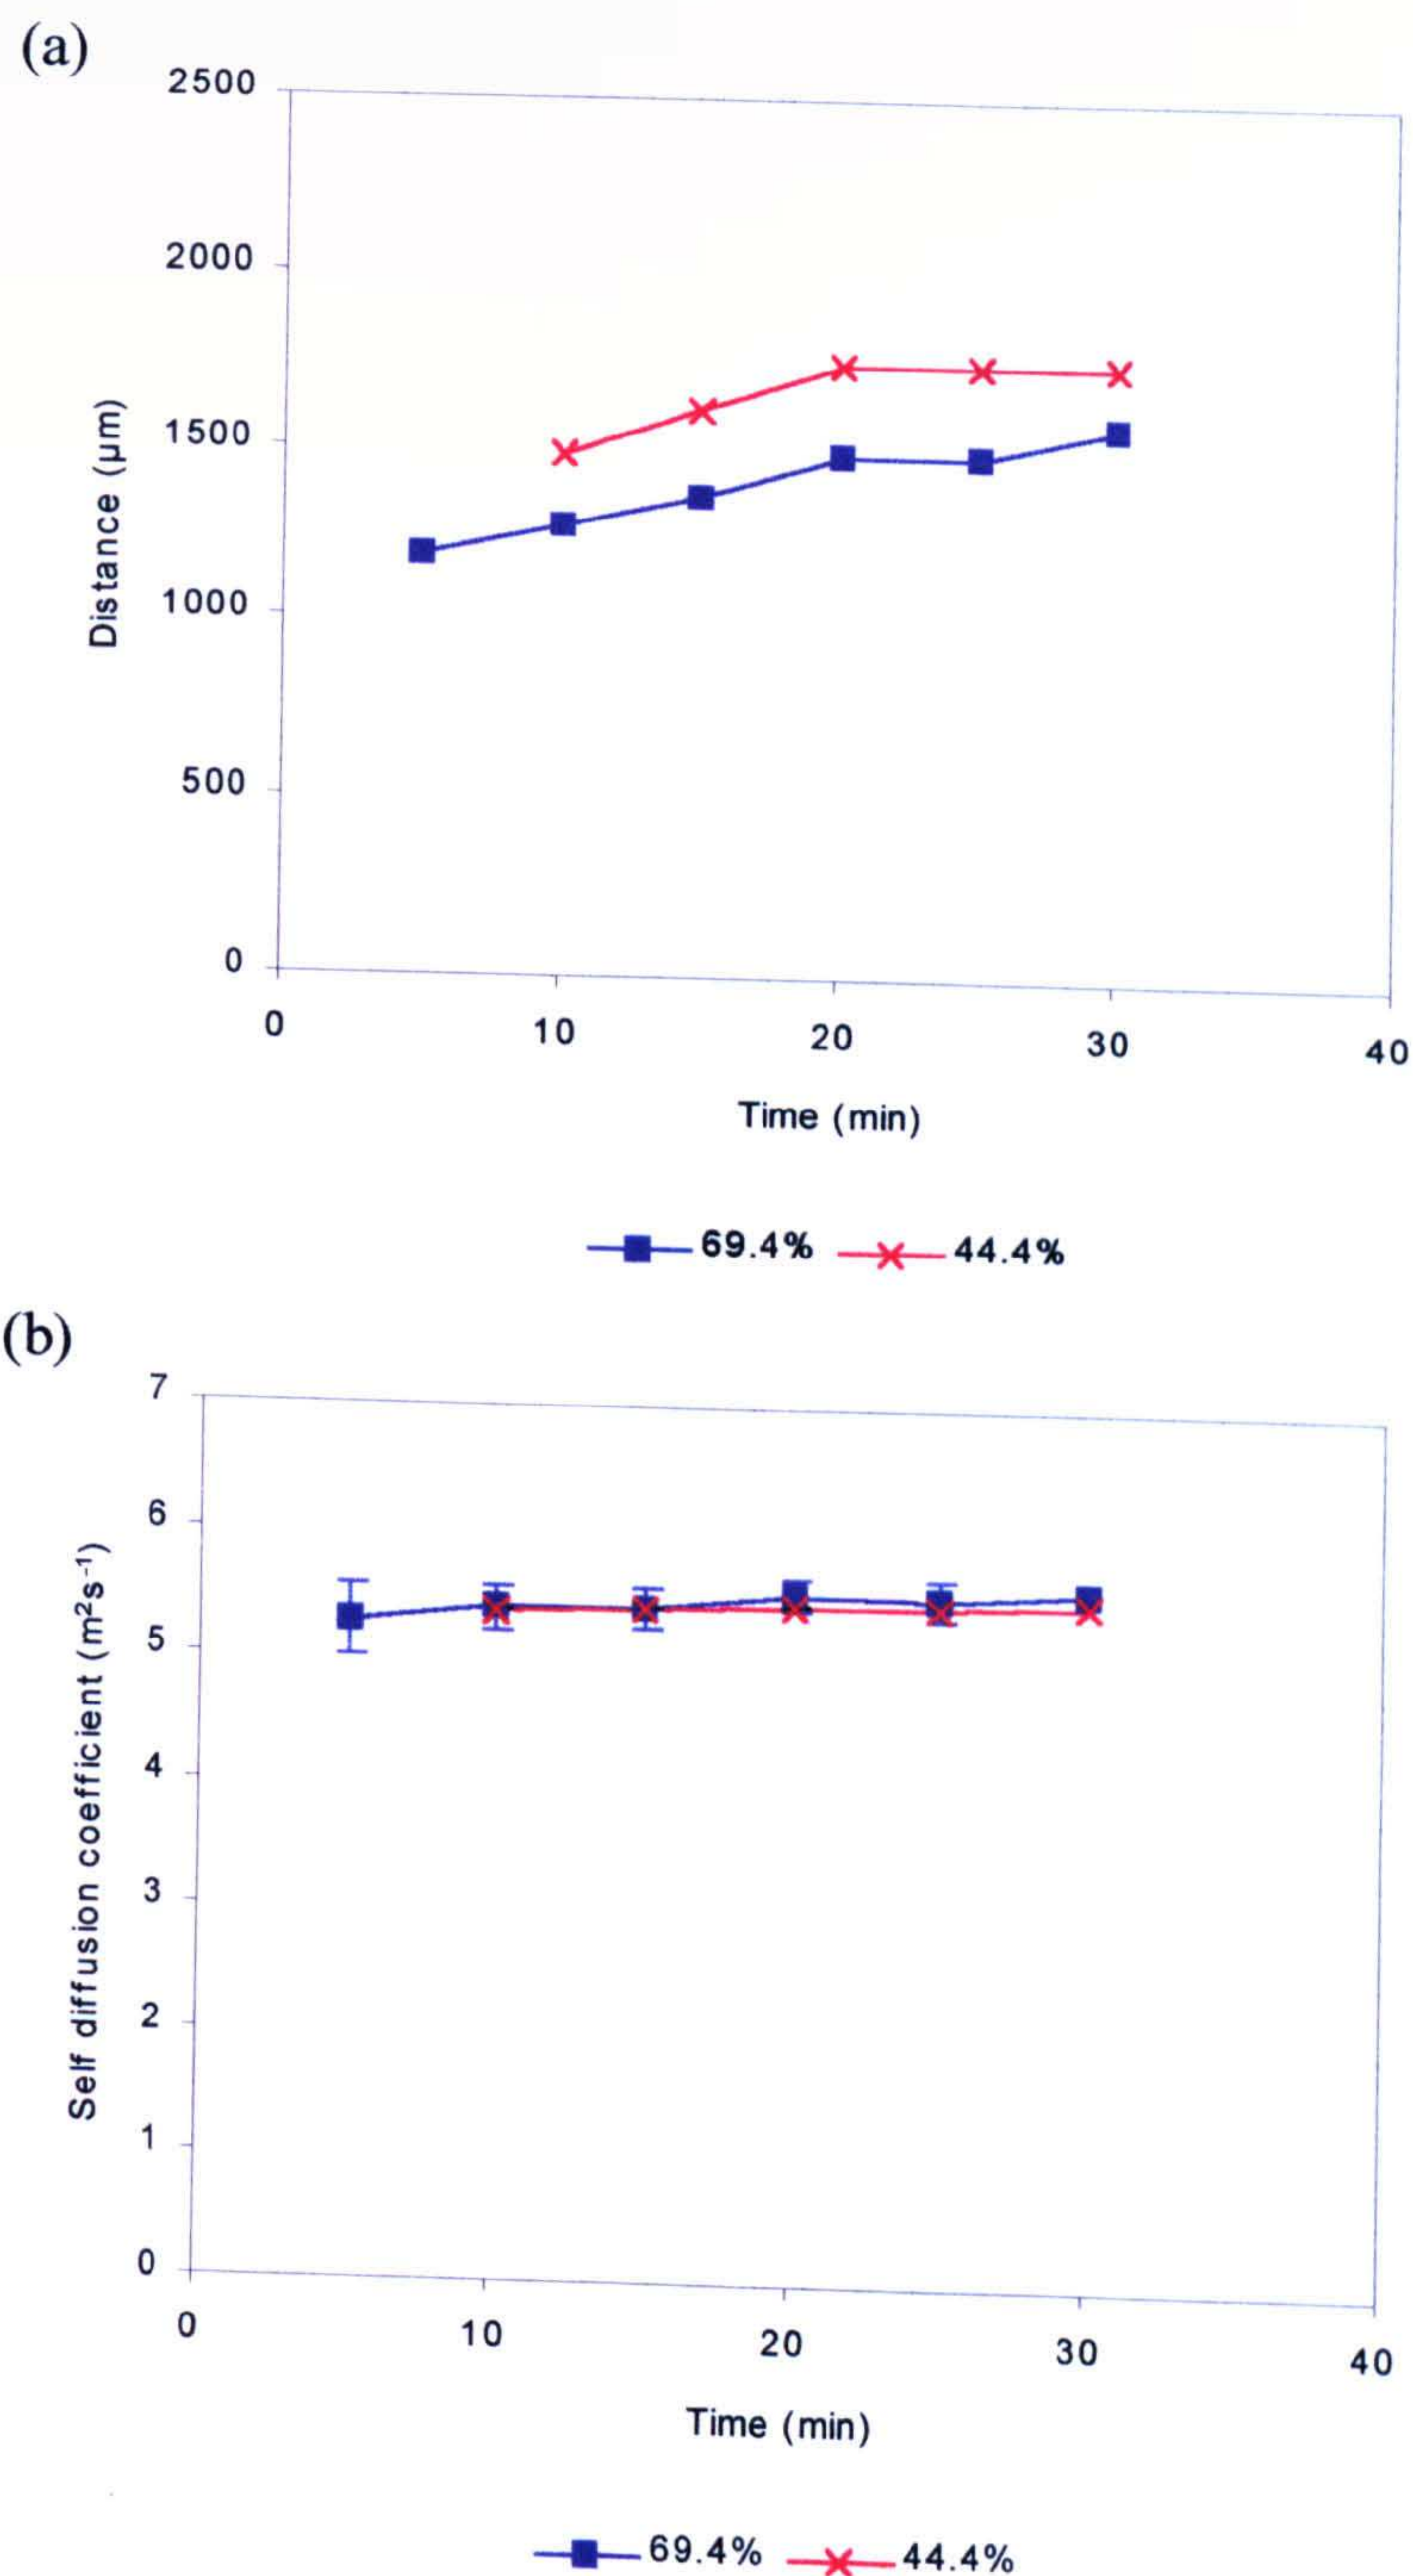 (a)
2500
2000
1500
1000
500
0
Distance (µm)
0 10 20 30 40
Time (min)
69.4% 44.4%
(b)
7
6
5
4
3
2
1
0
Self diffusion coefficient (m²s⁻¹)
0 10 20 30 40
Time (min)
69.4% 44.4%